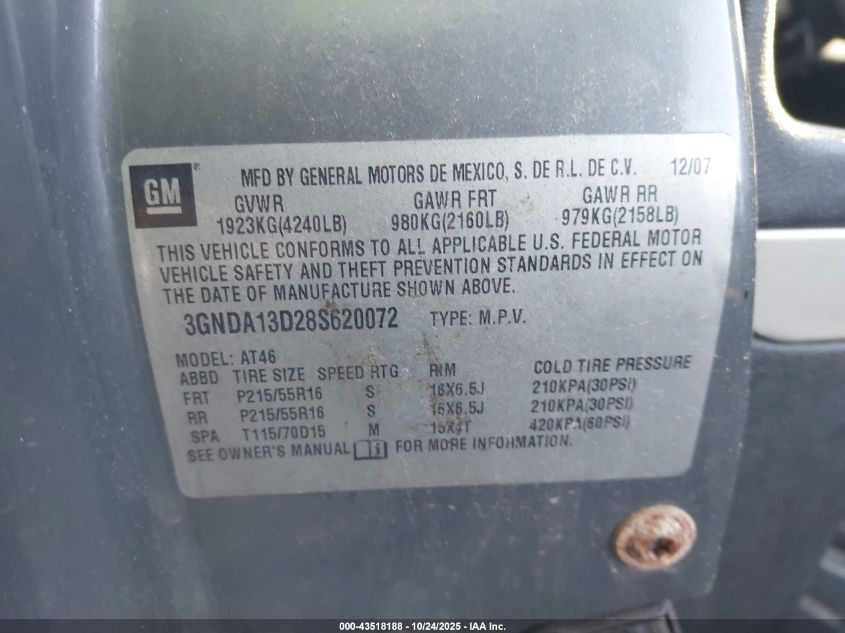 GM ® MFD BY GENERAL MOTORS DE MEXICO, S. DE R.L. DE C.V. 12/07
GVWR GAWR FRT GAWR RR
1923KG(4240LB) 980KG(2160LB) 979KG(2158LB)
THIS VEHICLE CONFORMS TO ALL APPLICABLE U.S. FEDERAL MOTOR
VEHICLE SAFETY AND THEFT PREVENTION STANDARDS IN EFFECT ON
THE DATE OF MANUFACTURE SHOWN ABOVE.
3GNDA13D28S620072 TYPE: M.P.V.
MODEL: AT46
ABBD TIRE SIZE SPEED RTG RIM COLD TIRE PRESSURE
FRT P215/55R16 S 16X6.5J 210KPA(30PSI)
RR P215/55R16 S 16X6.5J 210KPA(30PSI)
SPA T115/70D15 M 15X4T 420KPA(60PSI)
SEE OWNER'S MANUAL FOR MORE INFORMATION.
000-43518188 - 10/24/2025 - IAA Inc.